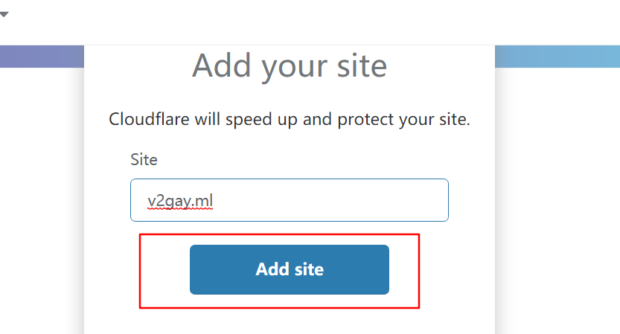 Add your site
Cloudflare will speed up and protect your site.
Site
v2gay.ml
Add site